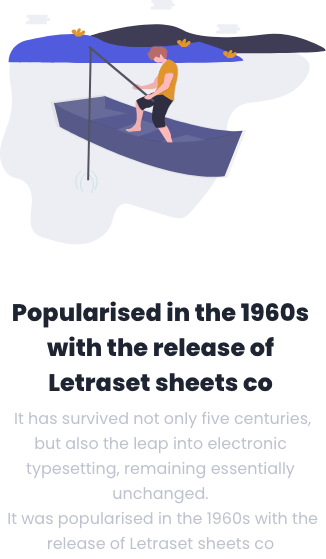 Popularised in the 1960s
with the release of
Letraset sheets co
It has survived not only five centuries,
but also the leap into electronic
typesetting, remaining essentially
unchanged.
It was popularised in the 1960s with the
release of Letraset sheets co